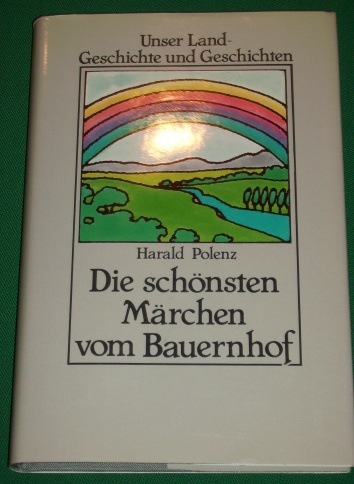 Unser Land-
Geschichte und Geschichten
Harald Polenz
Die schönsten
Märchen
vom Bauernhof